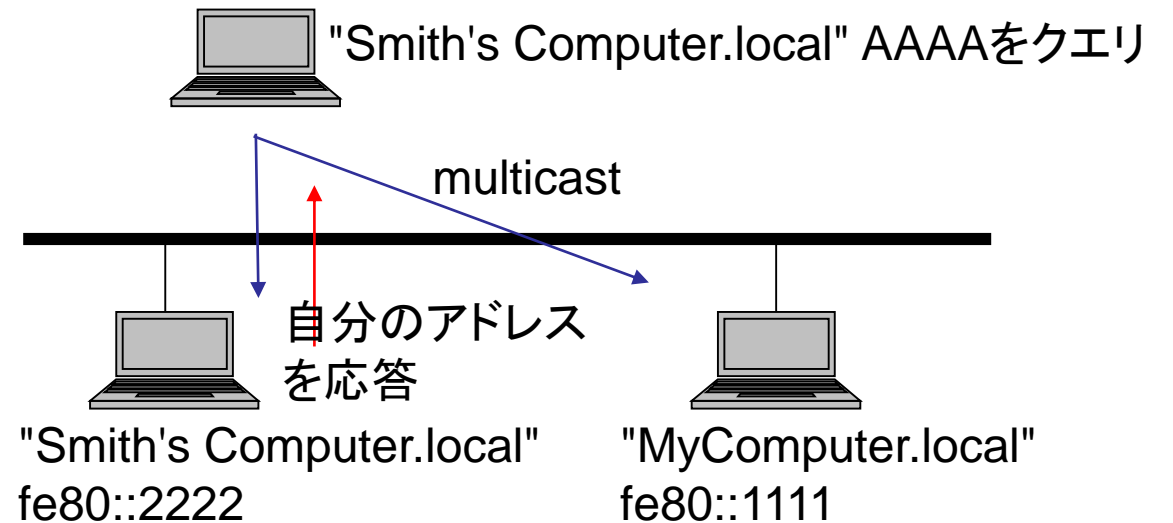 "Smith's Computer.local" AAAAをクエリ
multicast
自分のアドレス
を応答
"Smith's Computer.local"
fe80::2222
"MyComputer.local"
fe80::1111